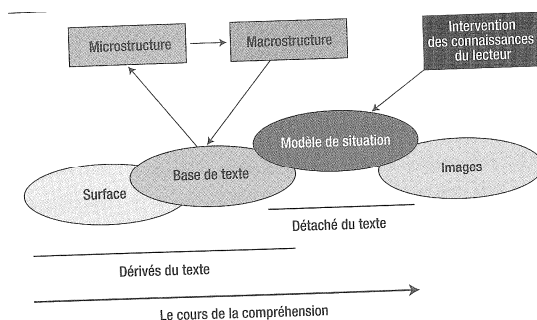 Microstructure
Macrostructure
Intervention
des connaissances
du lecteur
Modèle de situation
Base de texte
Images
Surface
Détaché du texte
Dérivés du texte
Le cours de la compréhension